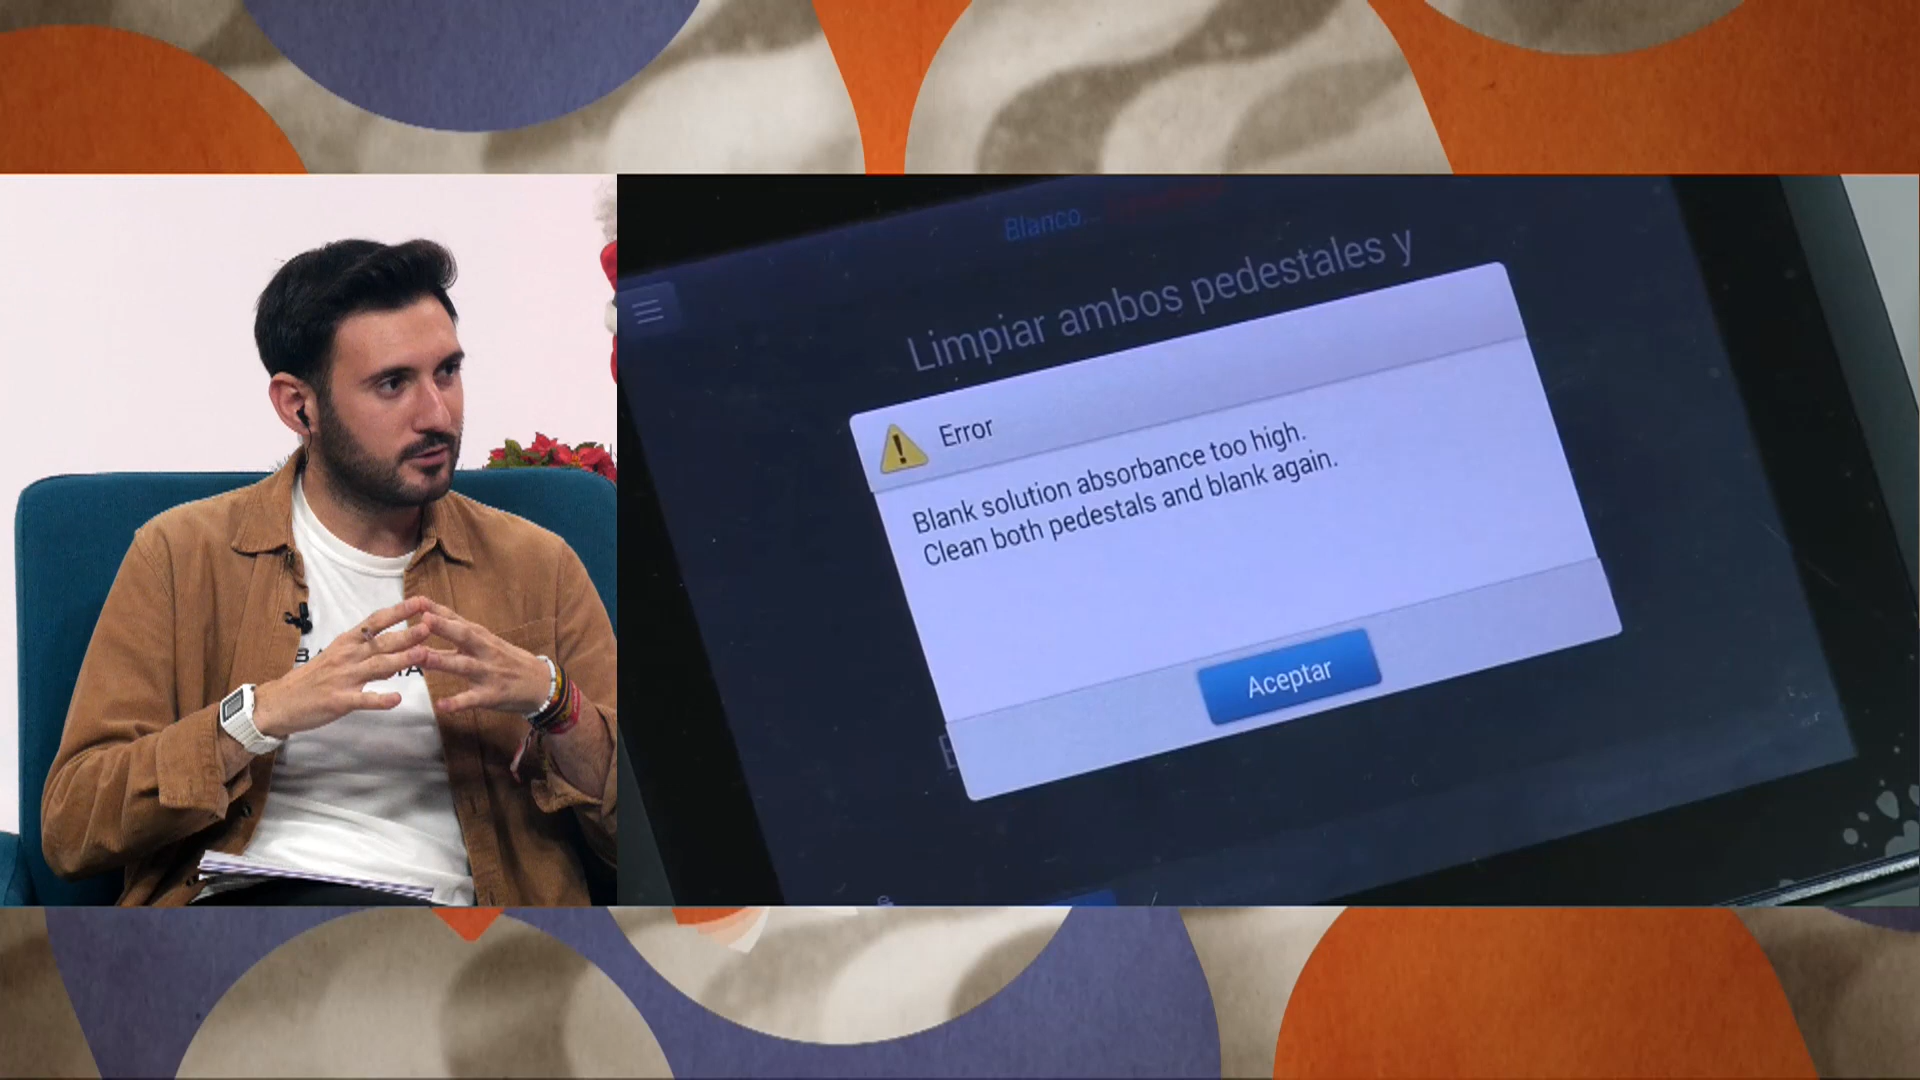 Blanco...
Limpiar ambos pedestales y
Error
Blank solution absorbance too high.
Clean both pedestals and blank again.
Aceptar